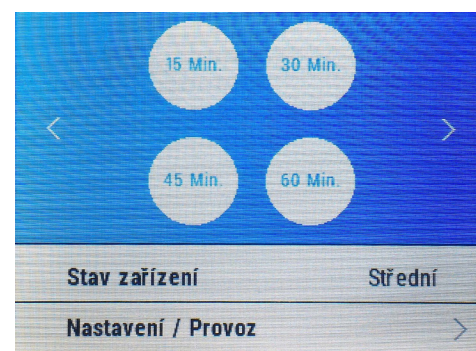 15 Min. 30 Min.
45 Min. 60 Min.
Stav zařízení Střední
Nastavení / Provoz